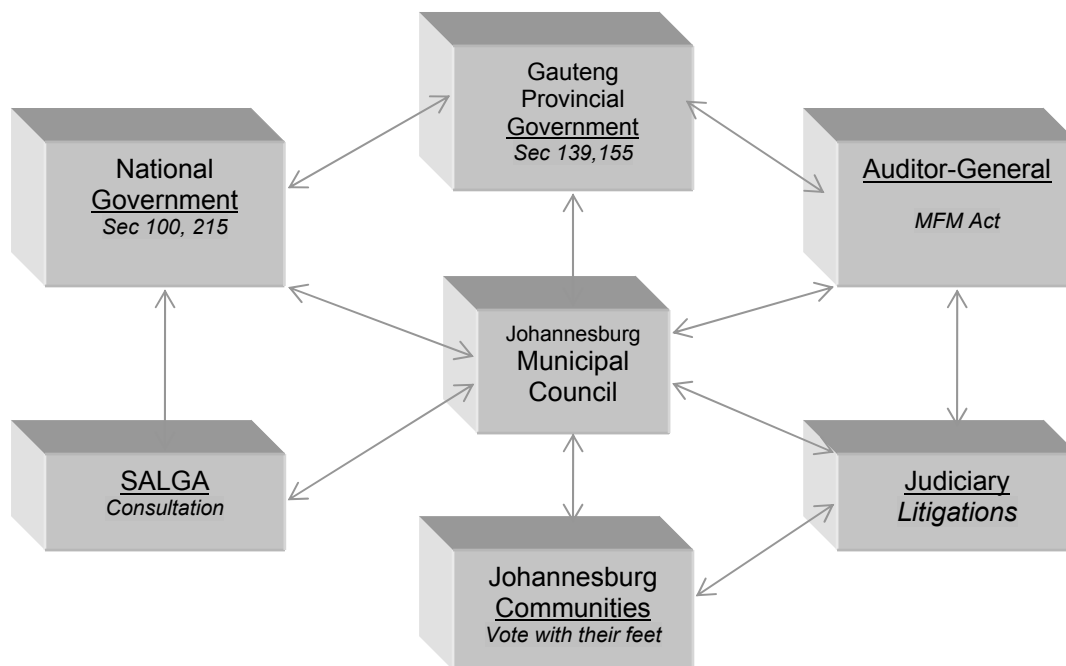 Gauteng
Provincial
Government
Sec 139,155
National
Government
Sec 100, 215
Auditor-General
MFM Act
Johannesburg
Municipal
Council
SALGA
Consultation
Judiciary
Litigations
Johannesburg
Communities
Vote with their feet